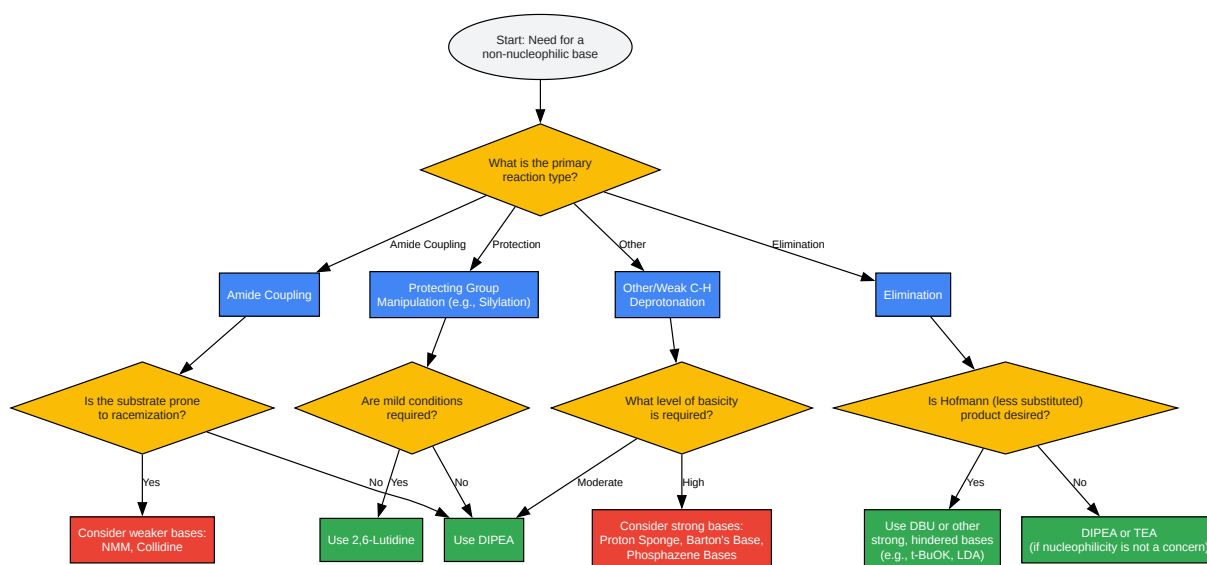 Start: Need for a
non-nucleophilic base
What is the primary
reaction type?
Amide Coupling
Protection
Other
Elimination
Amide Coupling
Protecting Group
Manipulation (e.g., Silylation)
Other/Weak C-H
Deprotonation
Elimination
Is the substrate prone
to racemization?
Are mild conditions
required?
What level of basicity
is required?
Is Hofmann (less substituted)
product desired?
Yes
No
Yes
No
Moderate
High
Yes
No
Consider weaker bases:
NMM, Collidine
Use 2,6-Lutidine
Use DIPEA
Consider strong bases:
Proton Sponge, Barton's Base,
Phosphazene Bases
Use DBU or other
strong, hindered bases
(e.g., t-BuOK, LDA)
DIPEA or TEA
(if nucleophilicity is not a concern)